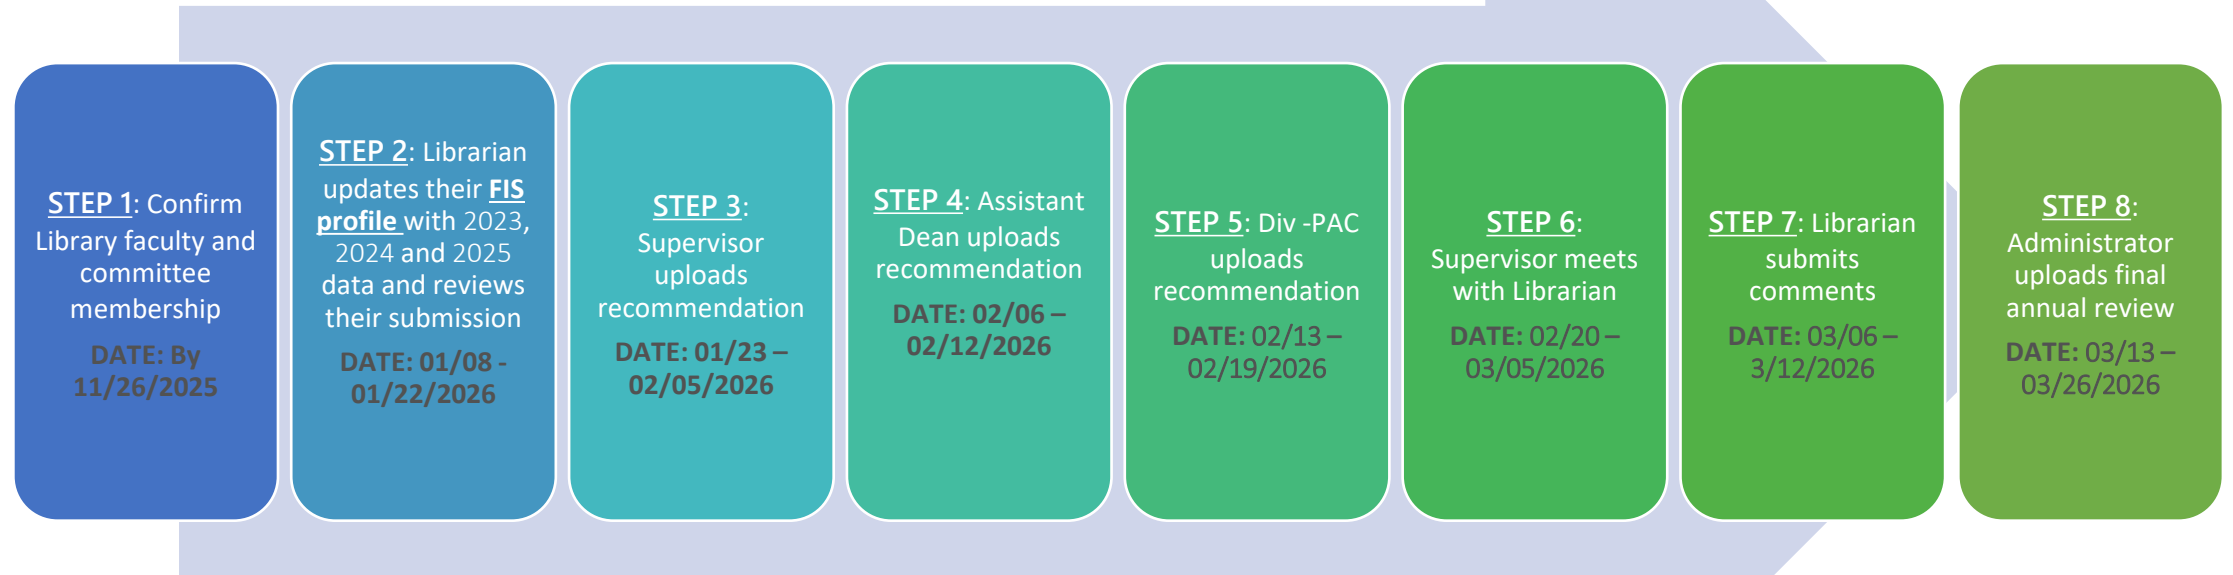 STEP 1: Confirm
Library faculty and
committee
membership
DATE: By
11/26/2025
STEP 2: Librarian
updates their FIS
profile with 2023,
2024 and 2025
data and reviews
their submission
DATE: 01/08 -
01/22/2026
STEP 3:
Supervisor
uploads
recommendation
DATE: 01/23 –
02/05/2026
STEP 4: Assistant
Dean uploads
recommendation
DATE: 02/06 –
02/12/2026
STEP 5: Div -PAC
uploads
recommendation
DATE: 02/13 –
02/19/2026
STEP 6:
Supervisor meets
with Librarian
DATE: 02/20 –
03/05/2026
STEP 7: Librarian
submits
comments
DATE: 03/06 –
3/12/2026
STEP 8:
Administrator
uploads final
annual review
DATE: 03/13 –
03/26/2026